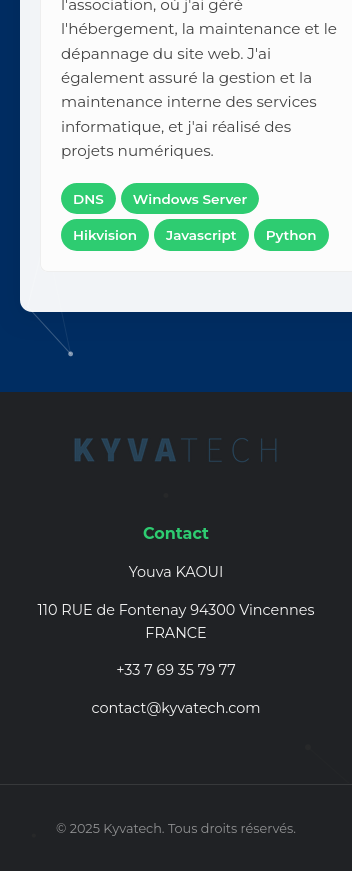 l'association, où j'ai géré
l'hébergement, la maintenance et le
dépannage du site web. J'ai
également assuré la gestion et la
maintenance interne des services
informatique, et j'ai réalisé des
projets numériques.
DNS Windows Server
Hikvision Javascript Python
KYVATECH
Contact
Youva KAOUI
110 RUE de Fontenay 94300 Vincennes
FRANCE
+33 7 69 35 79 77
contact@kyvatech.com
© 2025 Kyvatech. Tous droits réservés.